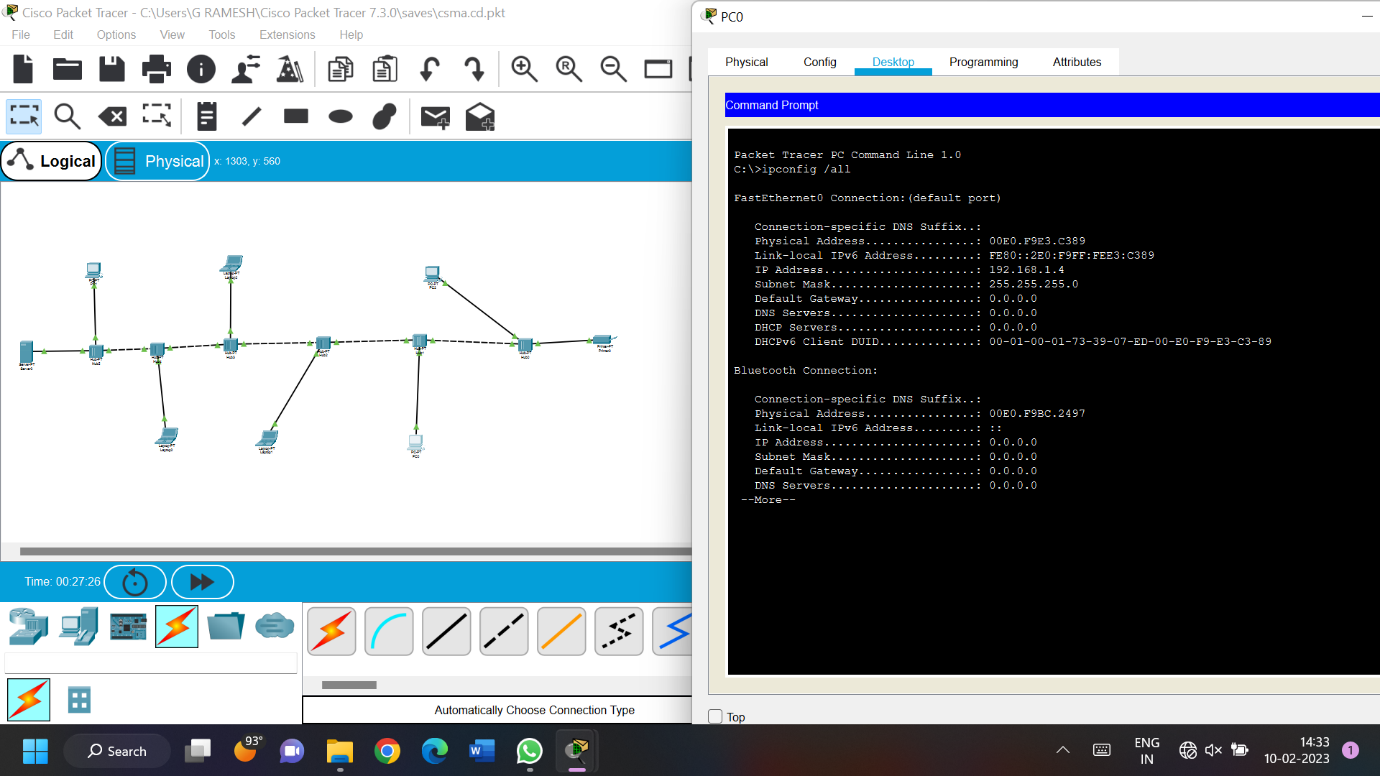 Cisco Packet Tracer - C:\Users\G RAMESH\Cisco Packet Tracer 7.3.0\saves\csma.cd.pkt
File Edit Options View Tools Extensions Help
Logical
Physical
x: 1303, y: 560
Time: 00:27:26
Automatically Choose Connection Type
PC0
Physical Config Desktop Programming Attributes
Command Prompt
Packet Tracer PC Command Line 1.0
C:\>ipconfig /all
FastEthernet0 Connection:(default port)
Connection-specific DNS Suffix..:
Physical Address................: 00E0.F9E3.C389
Link-local IPv6 Address.........: FE80::2E0:F9FF:FEE3:C389
IP Address......................: 192.168.1.4
Subnet Mask.....................: 255.255.255.0
Default Gateway.................: 0.0.0.0
DNS Servers.....................: 0.0.0.0
DHCP Servers....................: 0.0.0.0
DHCPv6 Client DUID..............: 00-01-00-01-73-39-07-ED-00-E0-F9-E3-C3-89
Bluetooth Connection:
Connection-specific DNS Suffix..:
Physical Address................: 00E0.F9BC.2497
Link-local IPv6 Address.........: ::
IP Address......................: 0.0.0.0
Subnet Mask.....................: 0.0.0.0
Default Gateway.................: 0.0.0.0
DNS Servers.....................: 0.0.0.0
--More--
Top
Search
93°
ENG
IN
14:33
10-02-2023
1